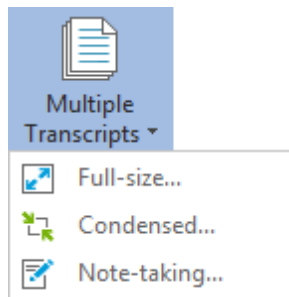 Multiple
Transcripts
Full-size...
Condensed...
Note-taking...